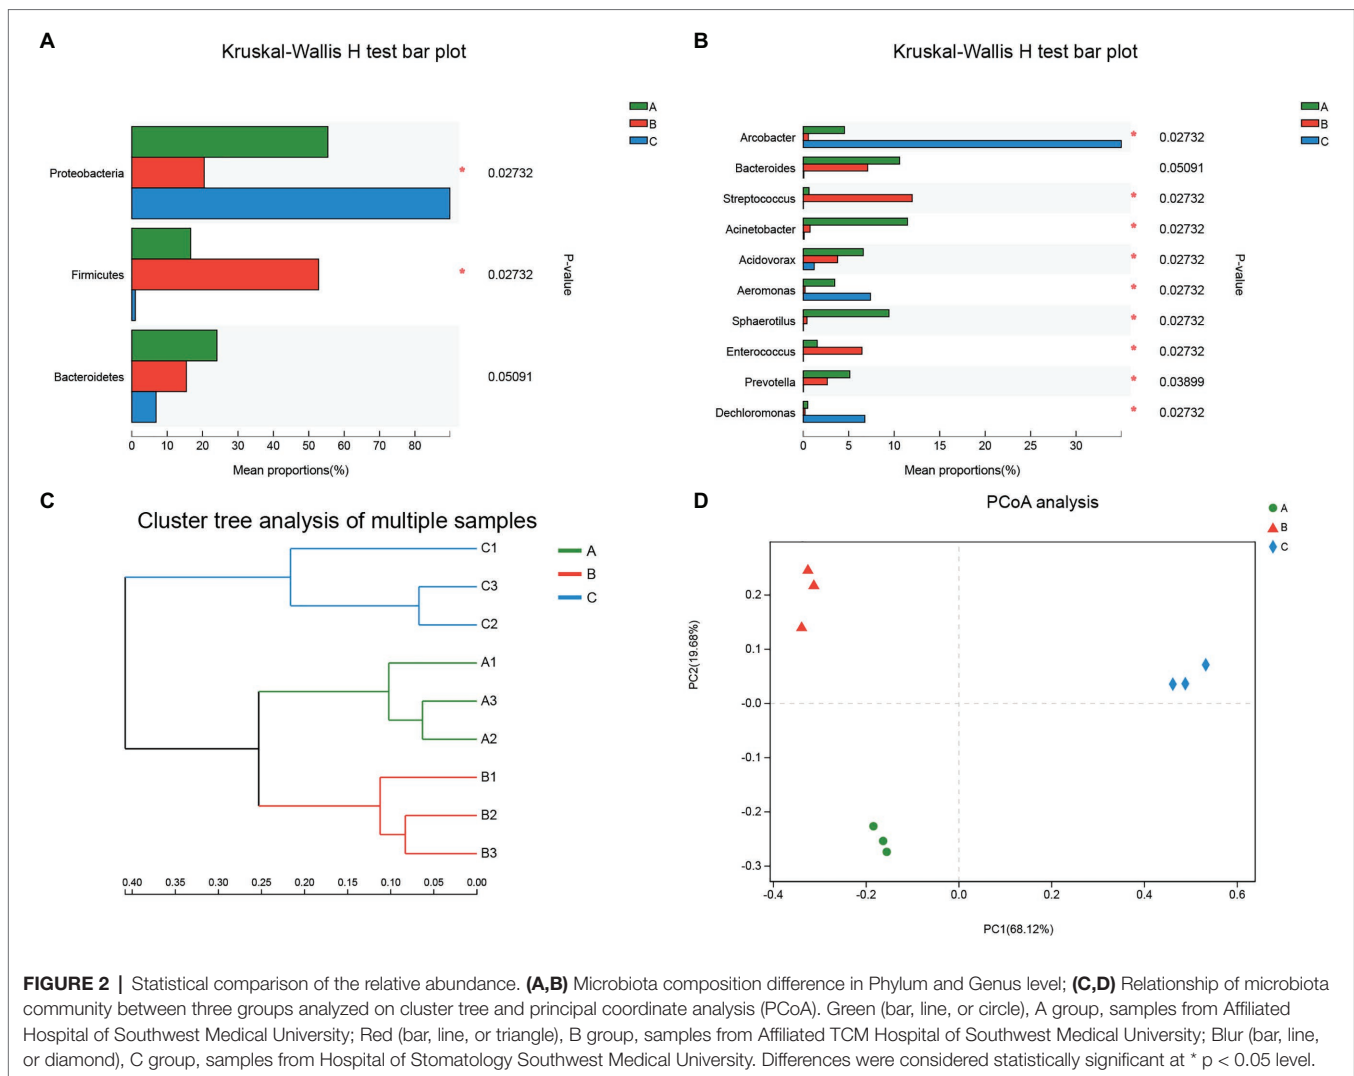 A
Kruskal-Wallis H test bar plot
A
B
C
Proteobacteria
* 0.02732
Firmicutes
* 0.02732
Bacteroidetes
0.05091
P-value
0 10 20 30 40 50 60 70 80
Mean proportions(%)
B
Kruskal-Wallis H test bar plot
A
B
C
Arcobacter * 0.02732
Bacteroides 0.05091
Streptococcus * 0.02732
Acinetobacter * 0.02732
Acidovorax * 0.02732
Aeromonas * 0.02732
Sphaerotilus * 0.02732
Enterococcus * 0.02732
Prevotella * 0.03899
Dechloromonas * 0.02732
P-value
0 5 10 15 20 25 30
Mean proportions(%)
C
Cluster tree analysis of multiple samples
A
B
C
C1
C3
C2
A1
A3
A2
B1
B2
B3
0.40 0.35 0.30 0.25 0.20 0.15 0.10 0.05 0.00
D
PCoA analysis
A
B
C
PC2(19.68%)
0.2
0.1
-0.0
-0.1
-0.2
-0.3
-0.4 -0.2 0.0 0.2 0.4 0.6
PC1(68.12%)
FIGURE 2 | Statistical comparison of the relative abundance. (A,B) Microbiota composition difference in Phylum and Genus level; (C,D) Relationship of microbiota
community between three groups analyzed on cluster tree and principal coordinate analysis (PCoA). Green (bar, line, or circle), A group, samples from Affiliated
Hospital of Southwest Medical University; Red (bar, line, or triangle), B group, samples from Affiliated TCM Hospital of Southwest Medical University; Blur (bar, line,
or diamond), C group, samples from Hospital of Stomatology Southwest Medical University. Differences were considered statistically significant at * p < 0.05 level.